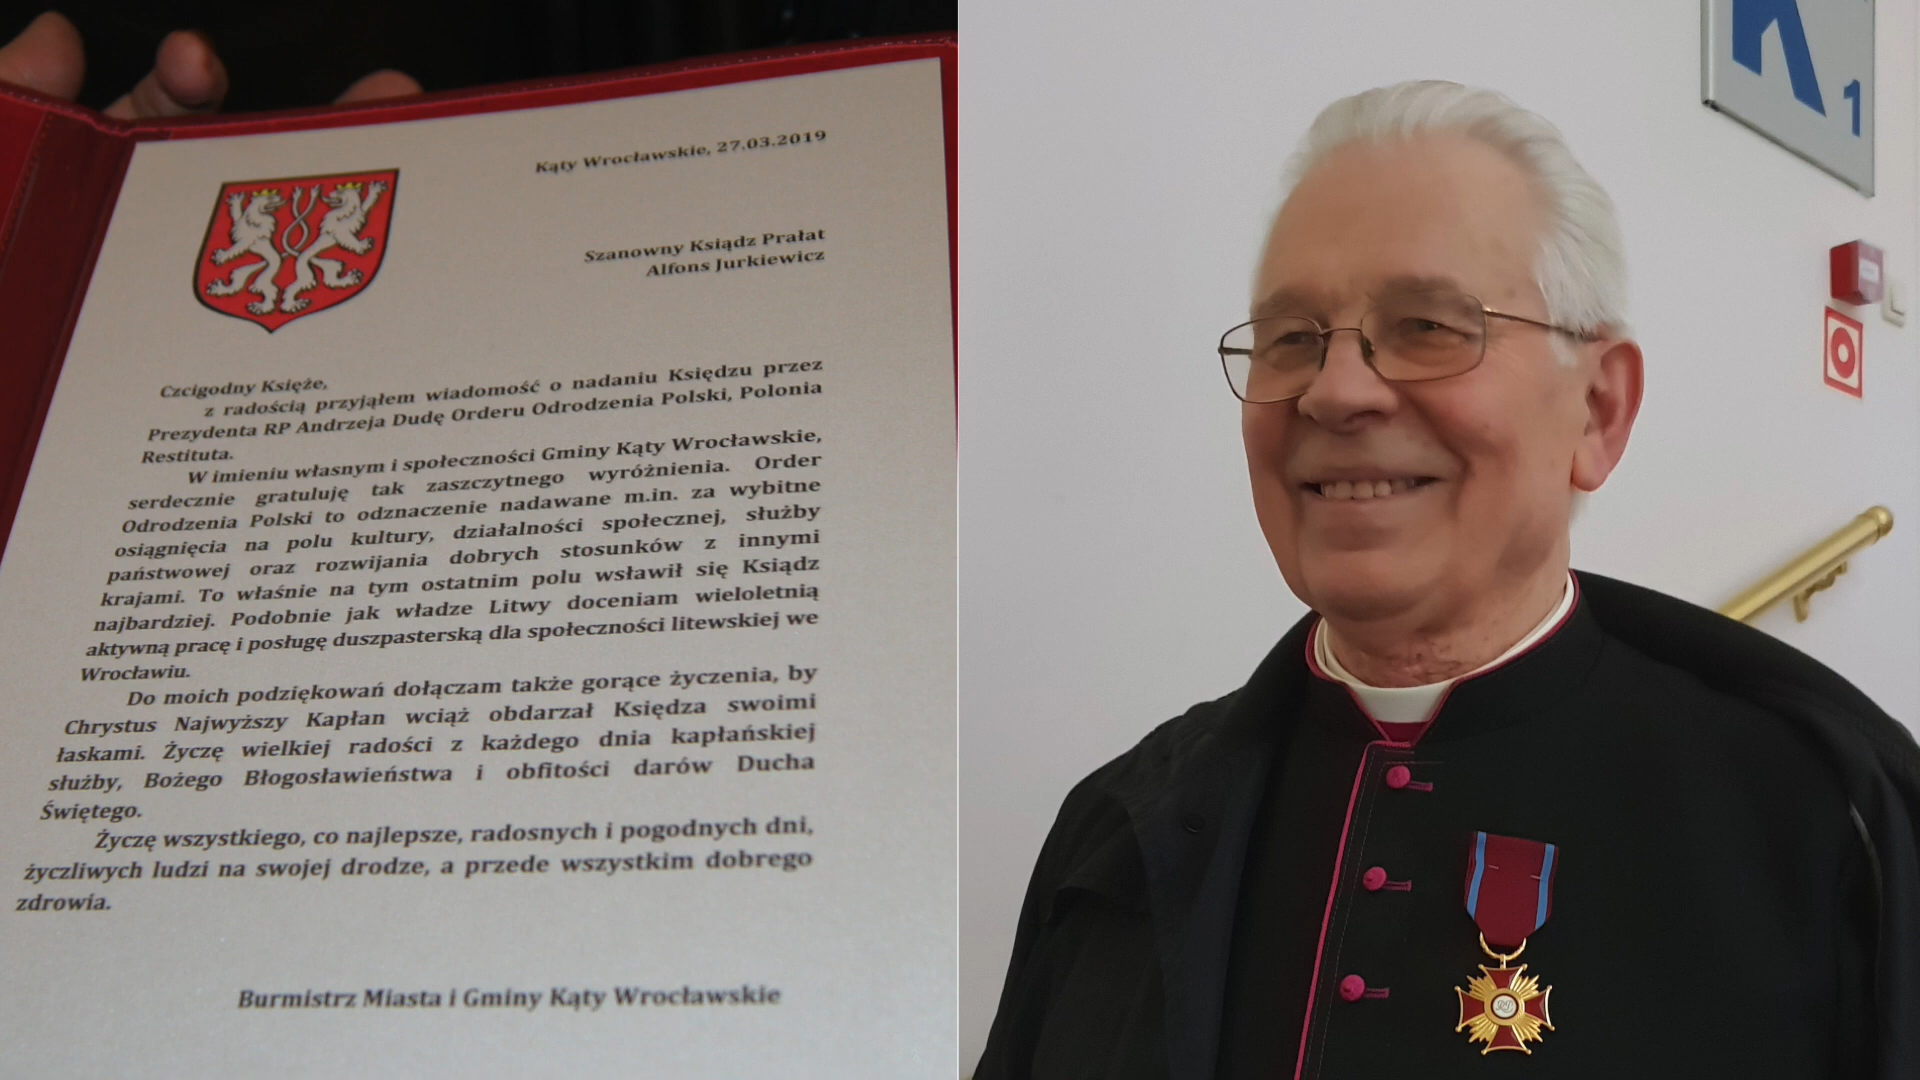 Kąty Wrocławskie, 27.03.2019
Szanowny Ksiądz Prałat
Alfons Jurkiewicz
Czcigodny Księże,
z radością przyjąłem wiadomość o nadaniu Księdzu przez
Prezydenta RP Andrzeja Dudę Orderu Odrodzenia Polski, Polonia
Restituta.
W imieniu własnym i społeczności Gminy Kąty Wrocławskie,
serdecznie gratuluję tak zaszczytnego wyróżnienia. Order
Odrodzenia Polski to odznaczenie nadawane m.in. za wybitne
osiągnięcia na polu kultury, działalności społecznej, służby
państwowej oraz rozwijania dobrych stosunków z innymi
krajami. To właśnie na tym ostatnim polu wsławił się Ksiądz
najbardziej. Podobnie jak władze Litwy doceniam wieloletnią
aktywną pracę i posługę duszpasterską dla społeczności litewskiej we
Wrocławiu.
Do moich podziękowań dołączam także gorące życzenia, by
Chrystus Najwyższy Kapłan wciąż obdarzał Księdza swoimi
łaskami. Życzę wielkiej radości z każdego dnia kapłańskiej
służby, Bożego Błogosławieństwa i obfitości darów Ducha
Świętego.
Życzę wszystkiego, co najlepsze, radosnych i pogodnych dni,
życzliwych ludzi na swojej drodze, a przede wszystkim dobrego
zdrowia.
Burmistrz Miasta i Gminy Kąty Wrocławskie
K 1